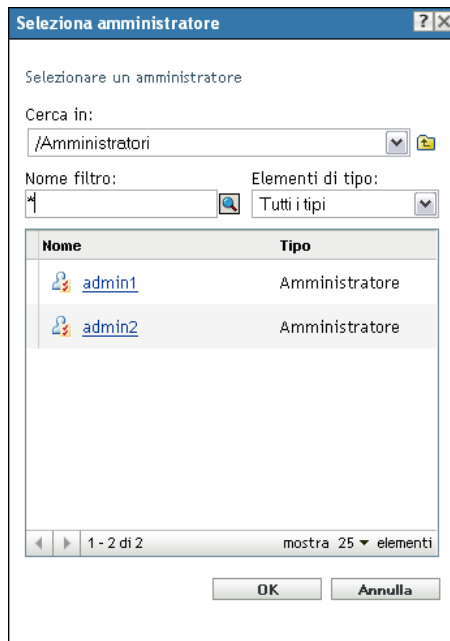 Seleziona amministratore ? X
Selezionare un amministratore
Cerca in:
/Amministratori
Nome filtro: Elementi di tipo:
* Tutti i tipi
Nome Tipo
admin1 Amministratore
admin2 Amministratore
1 - 2 di 2 mostra 25 elementi
OK Annulla